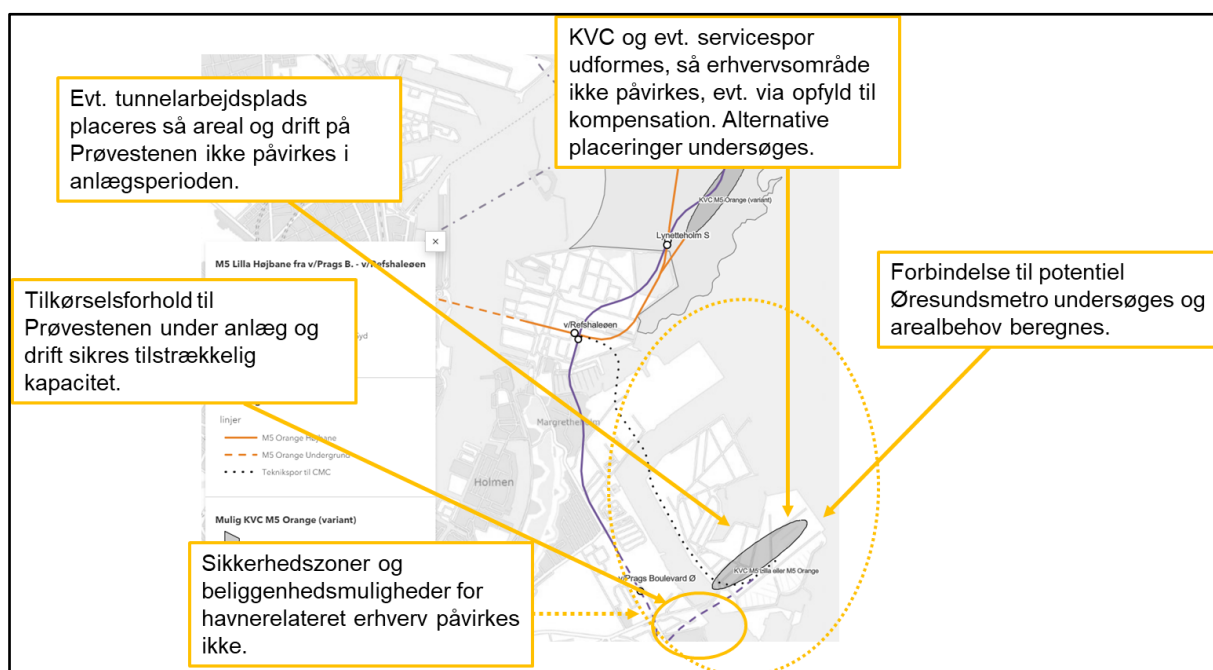 KVC og evt. servicespor
udformes, så erhvervsområde
ikke påvirkes, evt. via opfyld til
kompensation. Alternative
placeringer undersøges.
Evt. tunnelarbejdsplads
placeres så areal og drift på
Prøvestenen ikke påvirkes i
anlægsperioden.
KVC M5 Orange (variant)
Lynetteholm S
×
M5 Lilla Højbane fra v/Prags B. - v/Refshaleøen
Forbindelse til potentiel
Øresundsmetro undersøges og
arealbehov beregnes.
Tilkørselsforhold til
Prøvestenen under anlæg og
drift sikres tilstrækkelig
kapacitet.
v/Refshaleøen
linjer
M5 Orange Højbane
M5 Orange Undergrund
Teknikspor til CMC
Margretheholm
Holmen
Mulig KVC M5 Orange (variant)
Sikkerhedszoner og
beliggenhedsmuligheder for
havnerelateret erhverv påvirkes
ikke.
KVC M5 Lilla eller M5 Orange
v/Prags Boulevard Ø